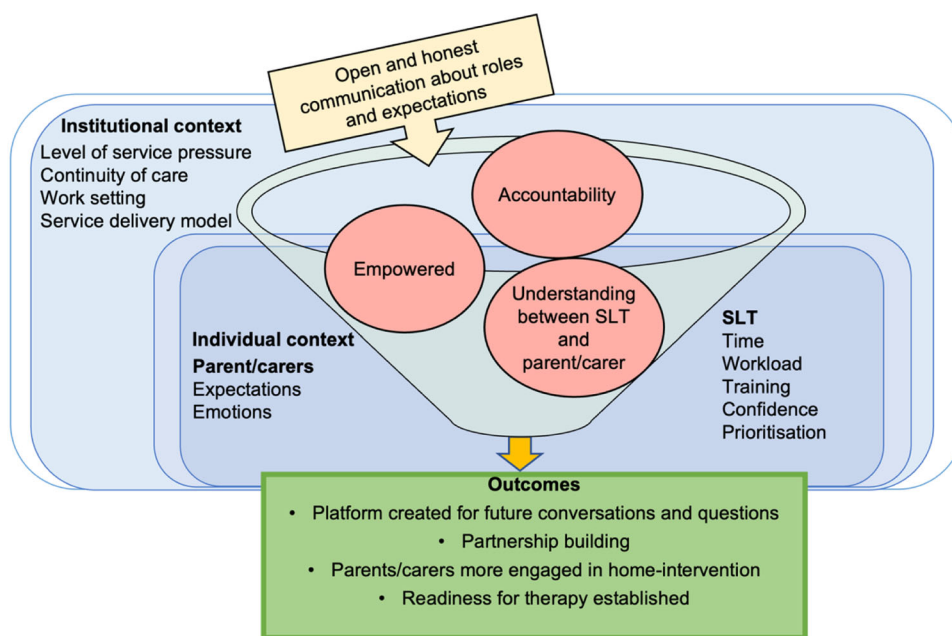 Open and honest
communication about roles
and expectations
Institutional context
Level of service pressure
Continuity of care
Work setting
Service delivery model
Accountability
Empowered
Understanding
between SLT
and
parent/carer
Individual context
Parent/carers
Expectations
Emotions
SLT
Time
Workload
Training
Confidence
Prioritisation
Outcomes
• Platform created for future conversations and questions
• Partnership building
• Parents/carers more engaged in home-intervention
• Readiness for therapy established